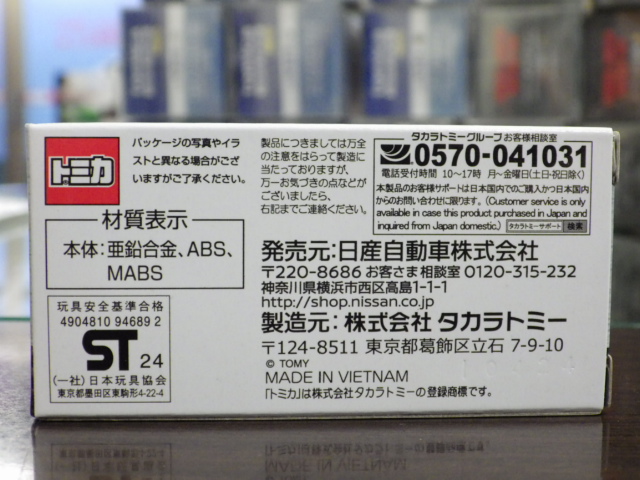 トミカ
パッケージの写真やイラ
ストと異なる場合がござ
いますがご了承ください。
材質表示
本体：亜鉛合金、ABS、
MABS
玩具安全基準合格
4904810 94689 2
ST 24
(一社)日本玩具協会
東京都墨田区東駒形4-22-4
製品につきましては万全
の注意をはらって製造に
当たっておりますが、
万一お気づきの点などが
ございましたら、
右記までご連絡ください。
タカラトミーグループ お客様相談室
0570-041031
電話受付時間 10〜17時 月〜金曜日(土・日・祝日除く)
本製品のお客様サポートは日本国内でのご購入かつ日本国内
からのお問い合わせに限ります。(Customer service is only
available in case this product purchased in Japan and
inquired from Japan domestic.) タカラトミーサポート 検索
発売元：日産自動車株式会社
〒220-8686 お客さま相談室 0120-315-232
神奈川県横浜市西区高島1-1-1
http://shop.nissan.co.jp
製造元：株式会社 タカラトミー
〒124-8511 東京都葛飾区立石 7-9-10
© TOMY
MADE IN VIETNAM
「トミカ」は株式会社タカラトミーの登録商標です。